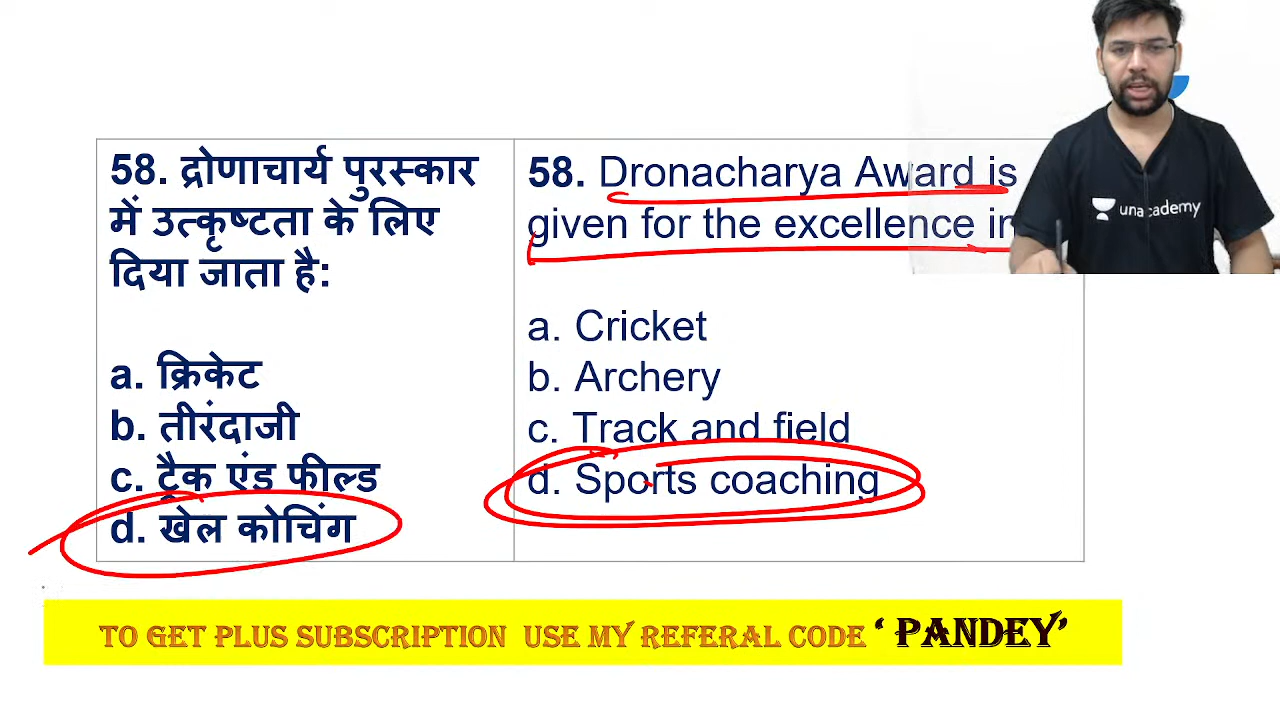 58. द्रोणाचार्य पुरस्कार
में उत्कृष्टता के लिए
दिया जाता है:
a. क्रिकेट
b. तीरंदाजी
c. ट्रैक एंड फील्ड
d. खेल कोचिंग
58. Dronacharya Award is
given for the excellence in
a. Cricket
b. Archery
c. Track and field
d. Sports coaching
unacademy
TO GET PLUS SUBSCRIPTION USE MY REFERAL CODE ‘ PANDEY’